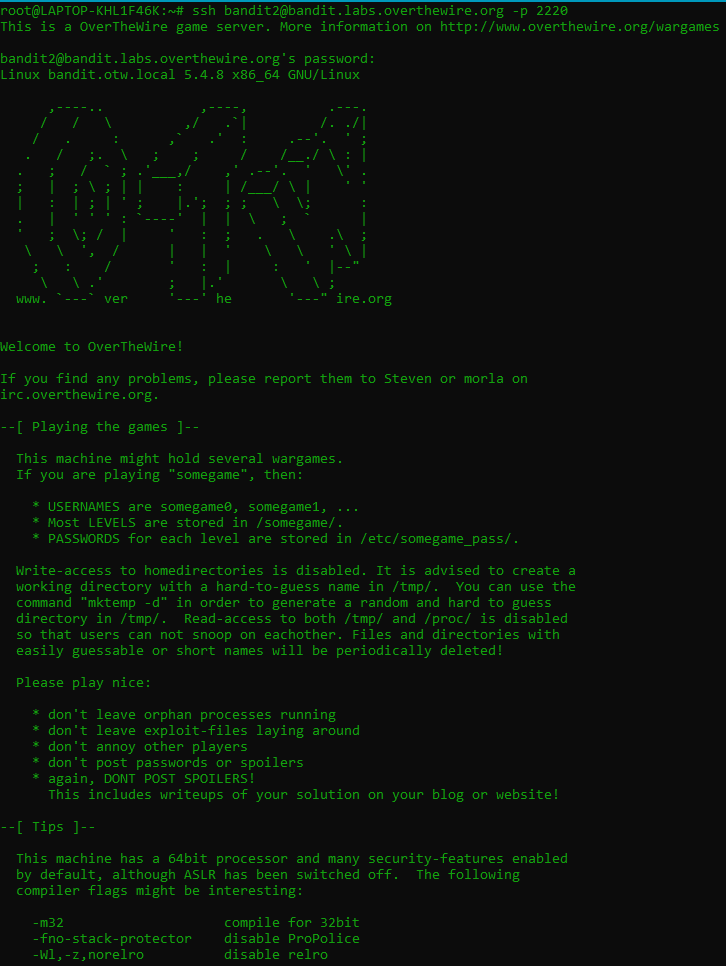 root@LAPTOP-KHL1F46K:~# ssh bandit2@bandit.labs.overthewire.org -p 2220
This is a OverTheWire game server. More information on http://www.overthewire.org/wargames
bandit2@bandit.labs.overthewire.org's password:
Linux bandit.otw.local 5.4.8 x86_64 GNU/Linux
      ,----..            ,----,          .---.
     /   /   \         ,/   .`|         /. ./|
    /   .     :      ,`   .'  :     .--'.  ' ;
   .   /   ;.  \   ;    ;     /    /__./ \ : |
  .   ;   /  ` ; .'___,/    ,' .--'.  '   \' .
  ;   |  ; \ ; | |    :     | /___/ \ |    ' '
  |   :  | ; | ' ;    |.';  ; ;   \  \;      :
  .   |  ' ' ' : `----'  |  |  \   ;  `      |
  '   ;  \; /  |     '   :  ;   .   \    .\  ;
   \   \  ',  /      |   |  '    \   \   ' \ |
    ;   :    /       '   :  |     :   '  |--"
     \   \ .'        ;   |.'       \   \ ;
  www. `---` ver     '---' he       '---" ire.org
Welcome to OverTheWire!
If you find any problems, please report them to Steven or morla on
irc.overthewire.org.
--[ Playing the games ]--
  This machine might hold several wargames.
  If you are playing "somegame", then:
    * USERNAMES are somegame0, somegame1, ...
    * Most LEVELS are stored in /somegame/.
    * PASSWORDS for each level are stored in /etc/somegame_pass/.
  Write-access to homedirectories is disabled. It is advised to create a
  working directory with a hard-to-guess name in /tmp/.  You can use the
  command "mktemp -d" in order to generate a random and hard to guess
  directory in /tmp/.  Read-access to both /tmp/ and /proc/ is disabled
  so that users can not snoop on eachother. Files and directories with
  easily guessable or short names will be periodically deleted!
  Please play nice:
    * don't leave orphan processes running
    * don't leave exploit-files laying around
    * don't annoy other players
    * don't post passwords or spoilers
    * again, DONT POST SPOILERS!
      This includes writeups of your solution on your blog or website!
--[ Tips ]--
  This machine has a 64bit processor and many security-features enabled
  by default, although ASLR has been switched off.  The following
  compiler flags might be interesting:
    -m32                    compile for 32bit
    -fno-stack-protector    disable ProPolice
    -Wl,-z,norelro          disable relro